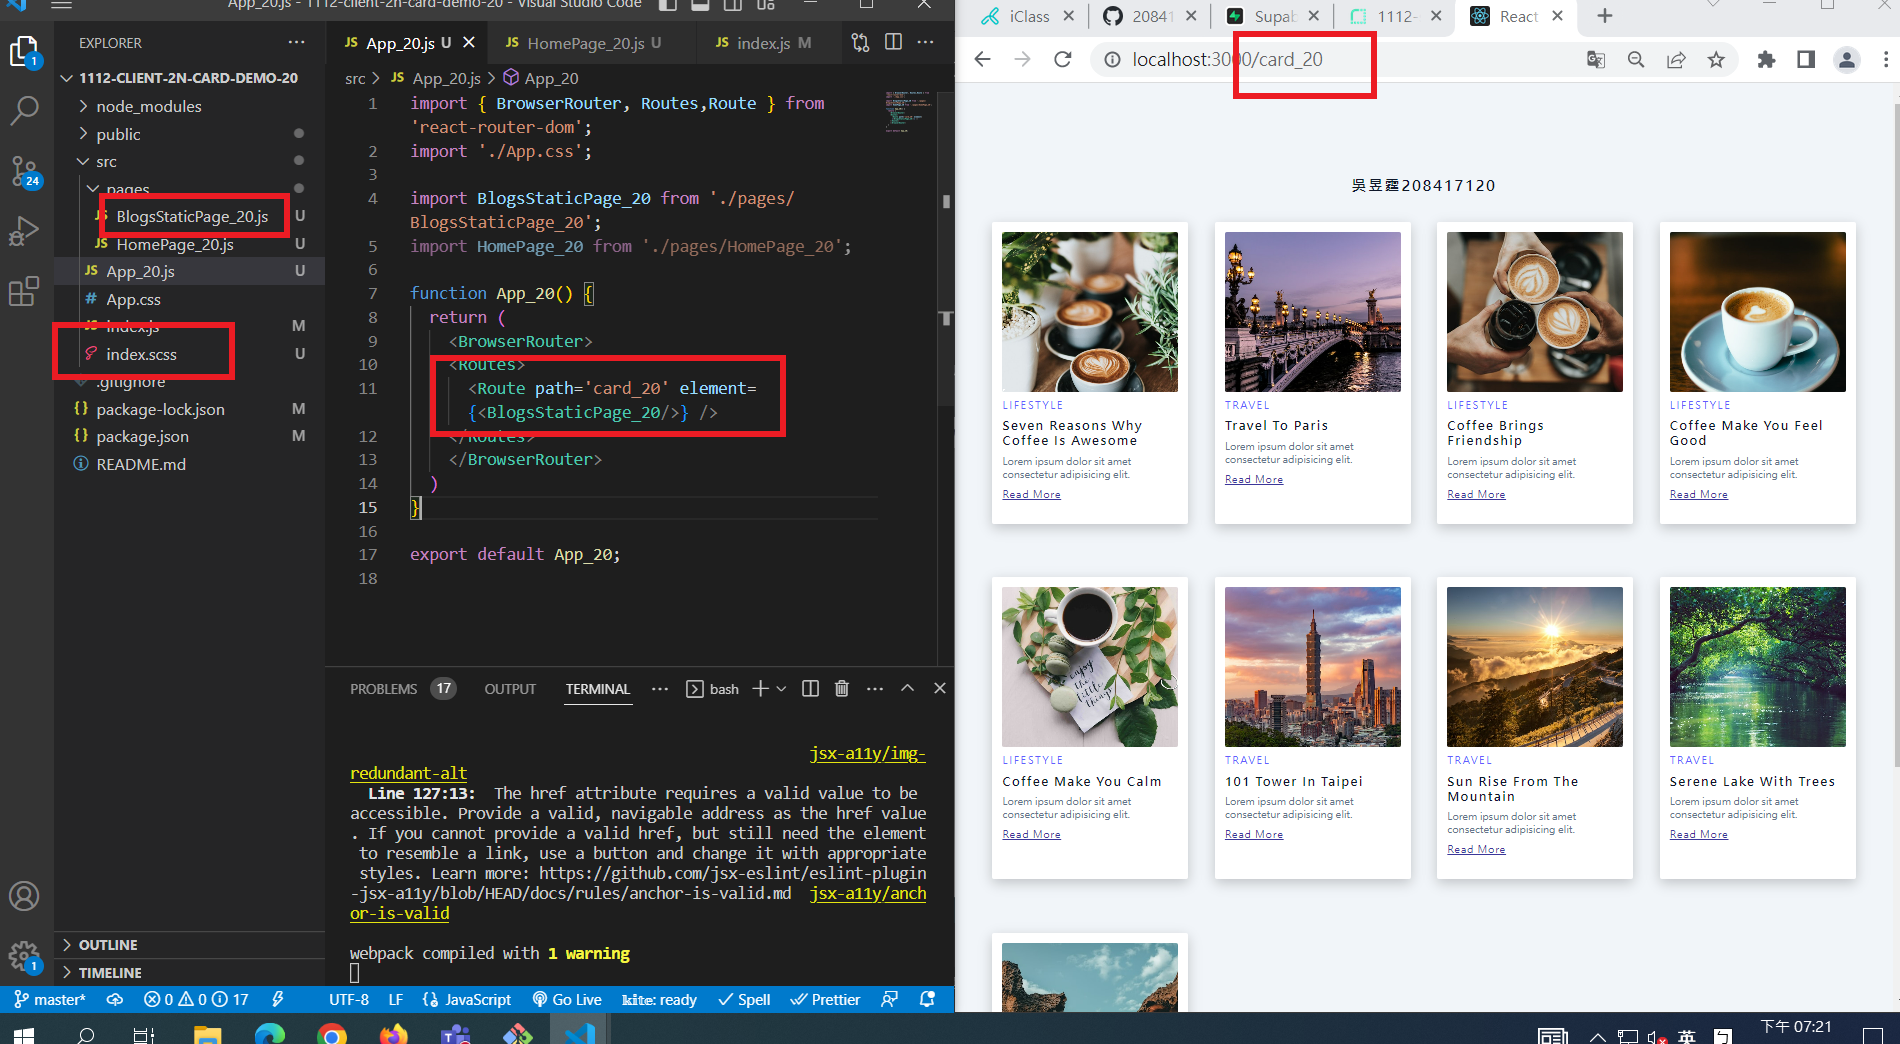 App_20.js - 1112-client-2n-card-demo-20 - Visual Studio Code
EXPLORER
1112-CLIENT-2N-CARD-DEMO-20
node_modules
public
src
pages
JS BlogsStaticPage_20.js U
JS HomePage_20.js U
JS App_20.js U
# App.css
JS index.js M
index.scss U
.gitignore
{} package-lock.json M
{} package.json M
README.md
OUTLINE
TIMELINE
1
24
1
JS App_20.js U
JS HomePage_20.js U
JS index.js M
src > JS App_20.js > App_20
1 import { BrowserRouter, Routes,Route } from
'react-router-dom';
2 import './App.css';
3
4 import BlogsStaticPage_20 from './pages/
BlogsStaticPage_20';
5 import HomePage_20 from './pages/HomePage_20';
6
7 function App_20() {
8 return (
9 <BrowserRouter>
10 <Routes>
11 <Route path='card_20' element=
{<BlogsStaticPage_20/>} />
12 </Routes>
13 </BrowserRouter>
14 )
15 }
16
17 export default App_20;
18
PROBLEMS 17 OUTPUT TERMINAL ··· bash
jsx-a11y/img-
redundant-alt
Line 127:13: The href attribute requires a valid value to be
accessible. Provide a valid, navigable address as the href value
. If you cannot provide a valid href, but still need the element
to resemble a link, use a button and change it with appropriate
styles. Learn more: https://github.com/jsx-eslint/eslint-plugin
-jsx-a11y/blob/HEAD/docs/rules/anchor-is-valid.md jsx-a11y/anch
or-is-valid
webpack compiled with 1 warning
master* 0 0 17 UTF-8 LF {} JavaScript Go Live kite: ready Spell Prettier
iClass
20841
Supab
1112-
React
localhost:3000/card_20
吳昱霆208417120
LIFESTYLE
Seven Reasons Why
Coffee Is Awesome
Lorem ipsum dolor sit amet
consectetur adipisicing elit.
Read More
TRAVEL
Travel To Paris
Lorem ipsum dolor sit amet
consectetur adipisicing elit.
Read More
LIFESTYLE
Coffee Brings
Friendship
Lorem ipsum dolor sit amet
consectetur adipisicing elit.
Read More
LIFESTYLE
Coffee Make You Feel
Good
Lorem ipsum dolor sit amet
consectetur adipisicing elit.
Read More
enjoy
the
little
things
LIFESTYLE
Coffee Make You Calm
Lorem ipsum dolor sit amet
consectetur adipisicing elit.
Read More
TRAVEL
101 Tower In Taipei
Lorem ipsum dolor sit amet
consectetur adipisicing elit.
Read More
TRAVEL
Sun Rise From The
Mountain
Lorem ipsum dolor sit amet
consectetur adipisicing elit.
Read More
TRAVEL
Serene Lake With Trees
Lorem ipsum dolor sit amet
consectetur adipisicing elit.
Read More
英
下午 07:21